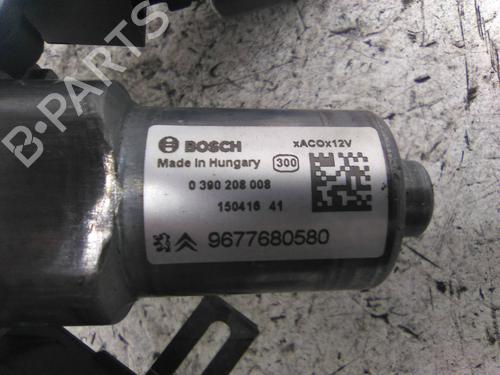 B-PARTS
BOSCH xACOx12V
Made in Hungary 300
0 390 208 008
150416 41
9677680580